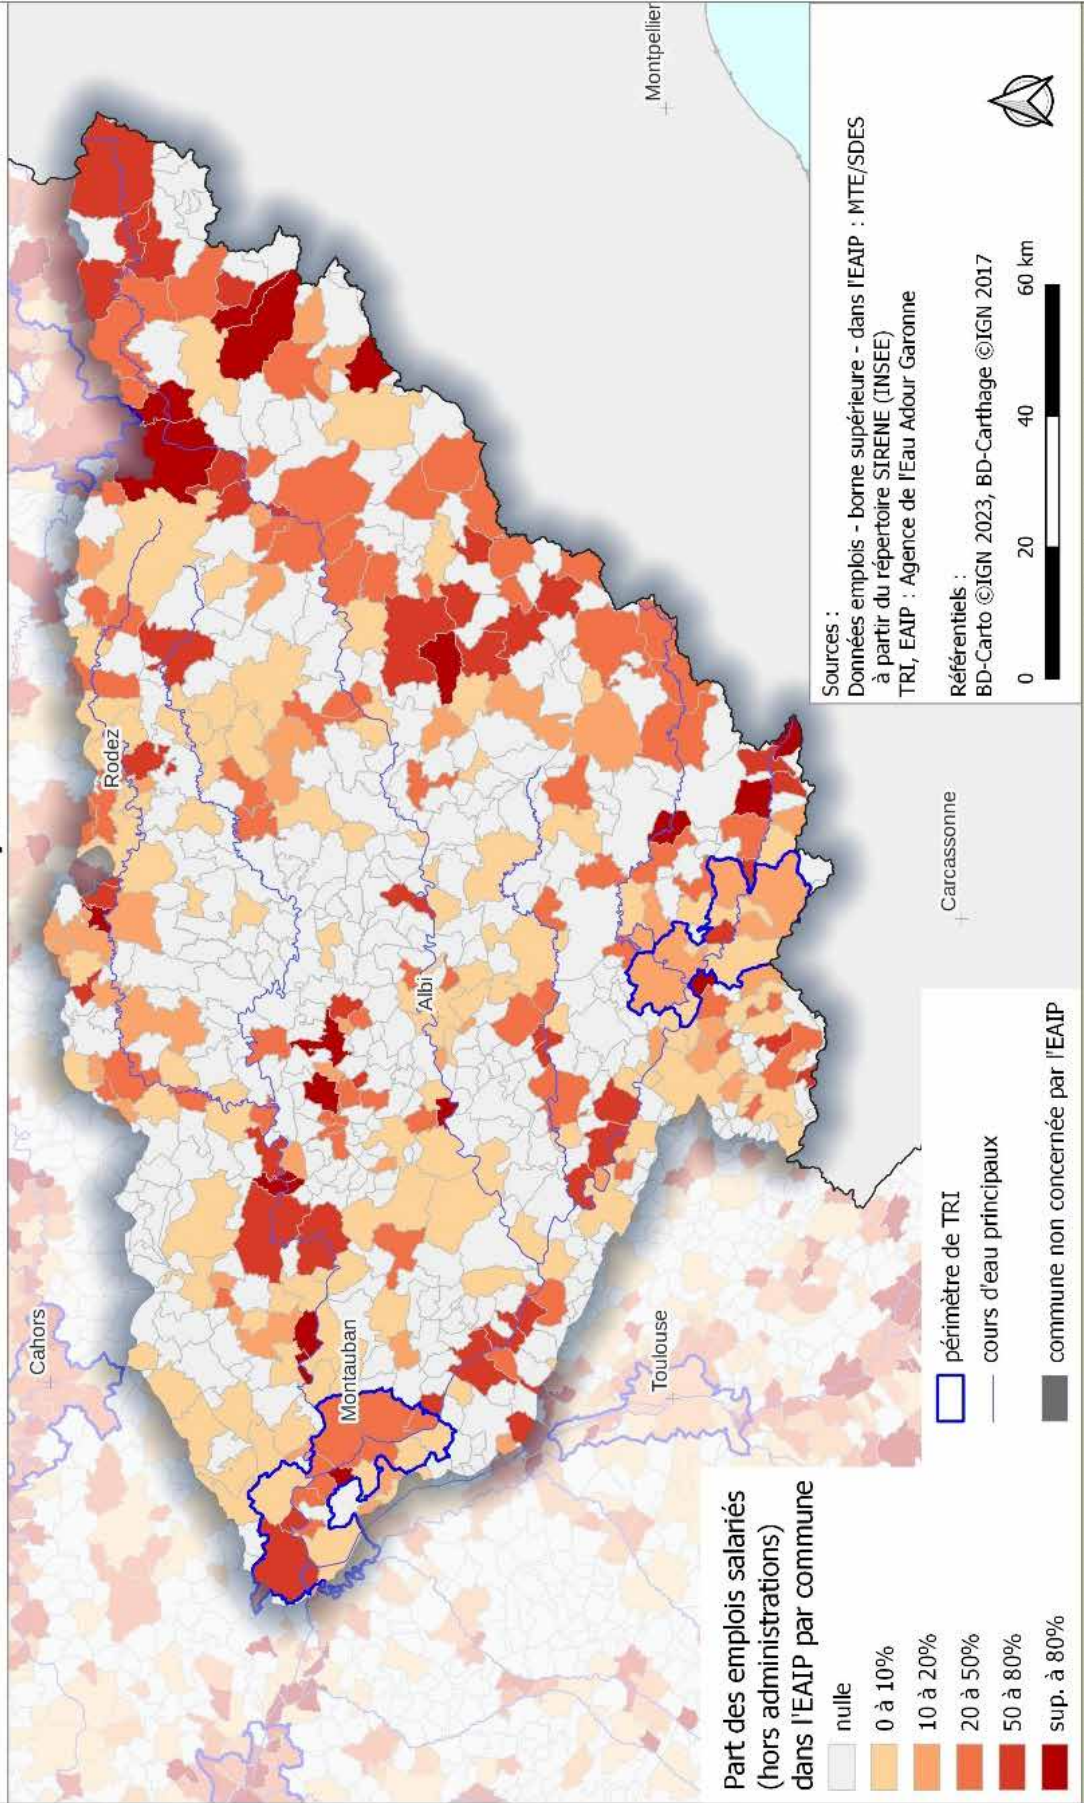 Cahors
Rodez
Montpellier
Montauban
Albi
Toulouse
Carcassonne
Part des emplois salariés
(hors administrations)
dans l'EAIP par commune
nulle
0 à 10%
10 à 20%
20 à 50%
50 à 80%
sup. à 80%
périmètre de TRI
cours d'eau principaux
commune non concernée par l'EAIP
Sources :
Données emplois - borne supérieure - dans l'EAIP : MTE/SDES
à partir du répertoire SIRENE (INSEE)
TRI, EAIP : Agence de l'Eau Adour Garonne
Référentiels :
BD-Carto ©IGN 2023, BD-Carthage ©IGN 2017
0 20 40 60 km